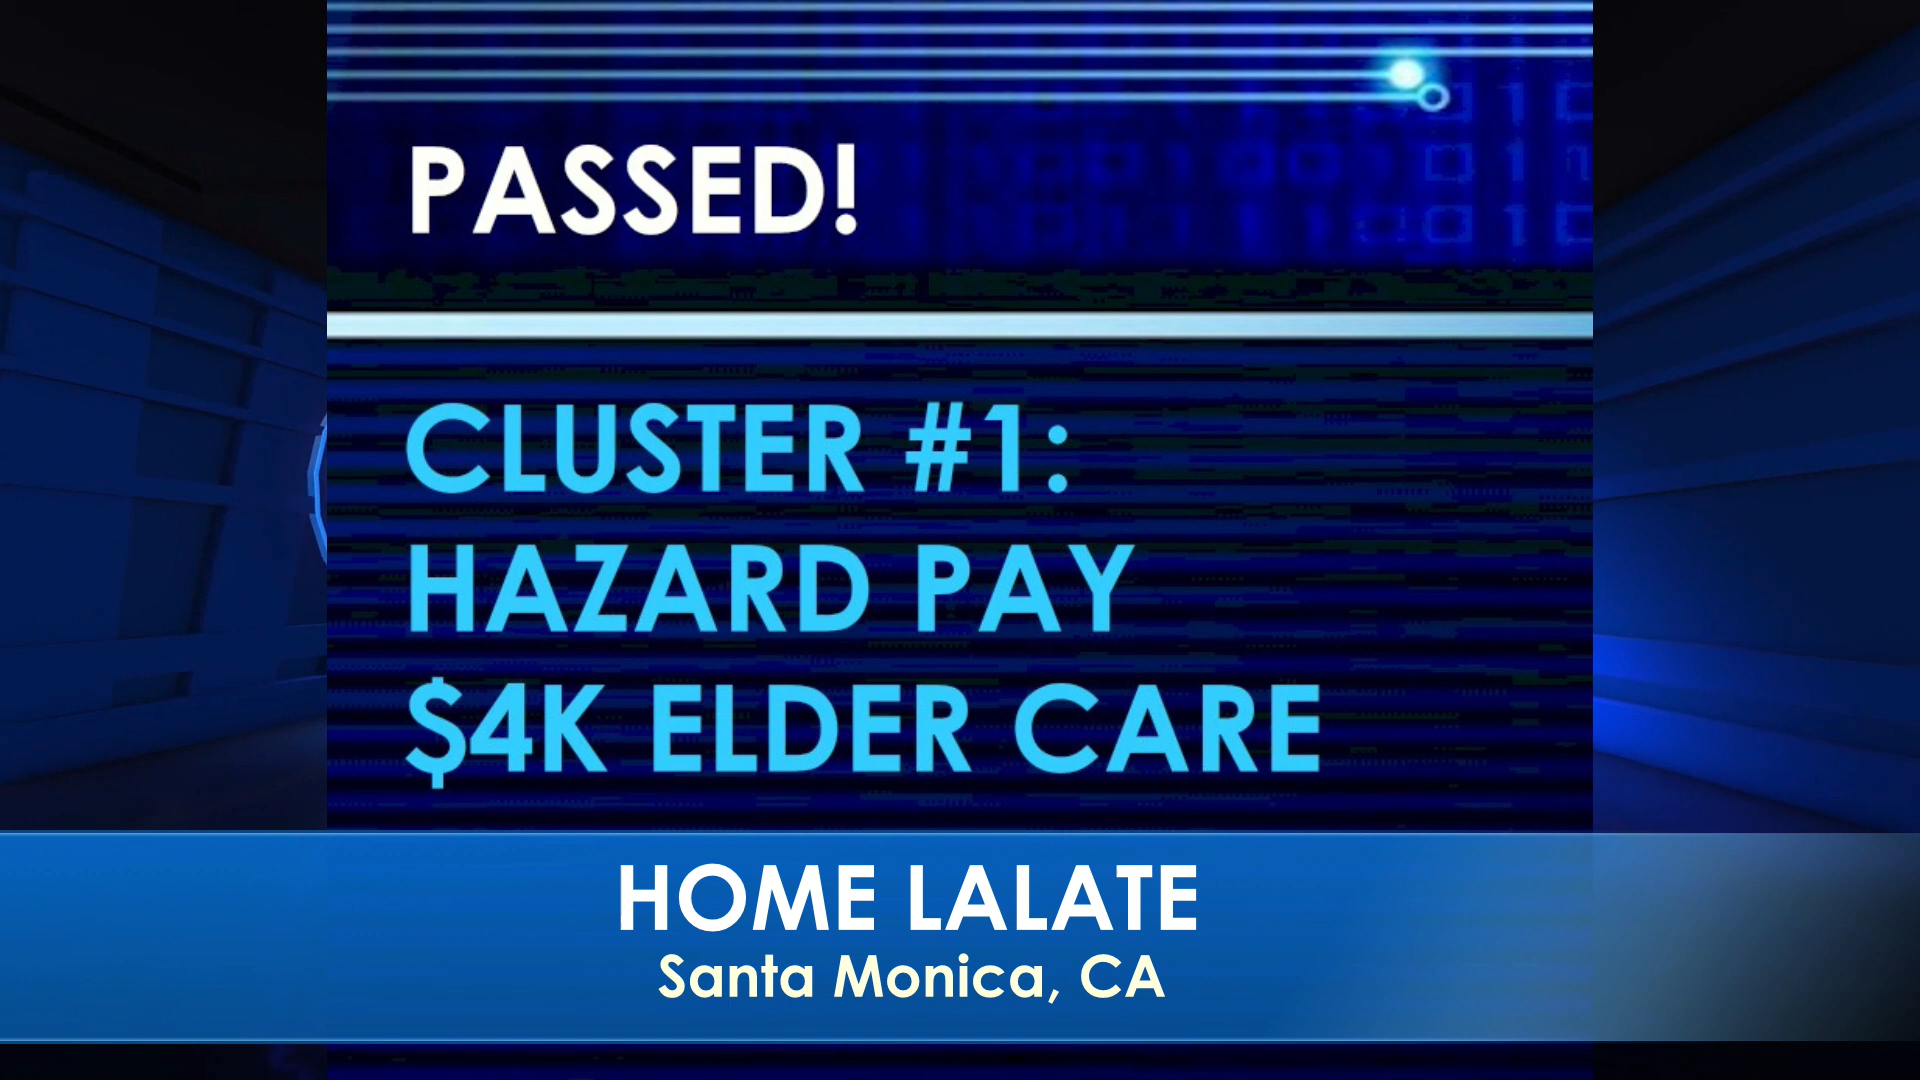 PASSED!
CLUSTER #1:
HAZARD PAY
$4K ELDER CARE
HOME LALATE
Santa Monica, CA